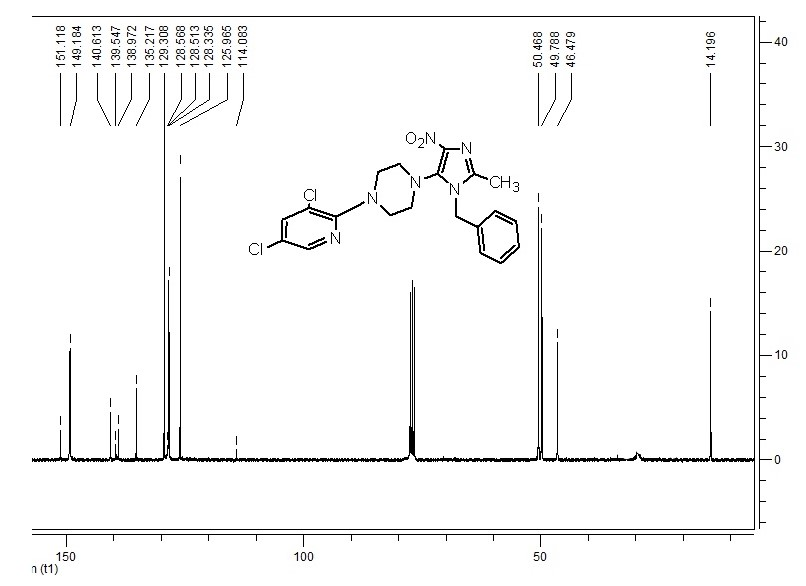 151.118
149.184
140.613
139.547
138.972
135.217
129.308
128.568
128.513
128.335
125.965
114.083
50.468
49.788
46.479
14.196
40
30
20
10
0
O2N
N
N
CH3
N
N
N
Cl
N
Cl
150
100
50
n (t1)